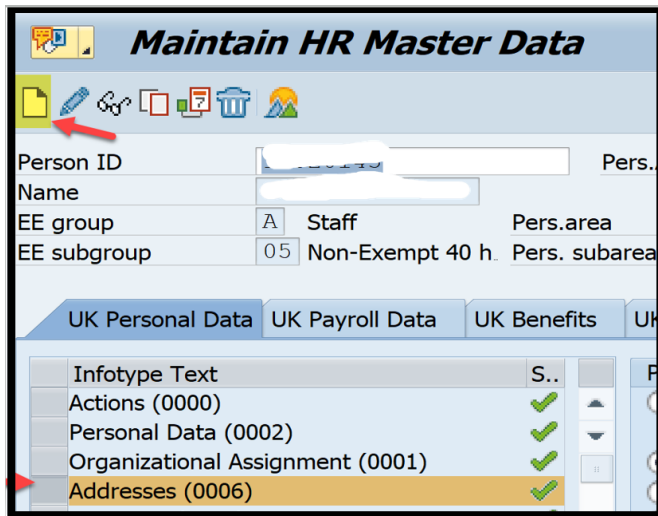 Maintain HR Master Data
7
Person ID Pers.
Name
EE group A Staff Pers.area
EE subgroup 05 Non-Exempt 40 h.. Pers. subarea
UK Personal Data UK Payroll Data UK Benefits UK
Infotype Text S..
Actions (0000)
Personal Data (0002)
Organizational Assignment (0001)
Addresses (0006)